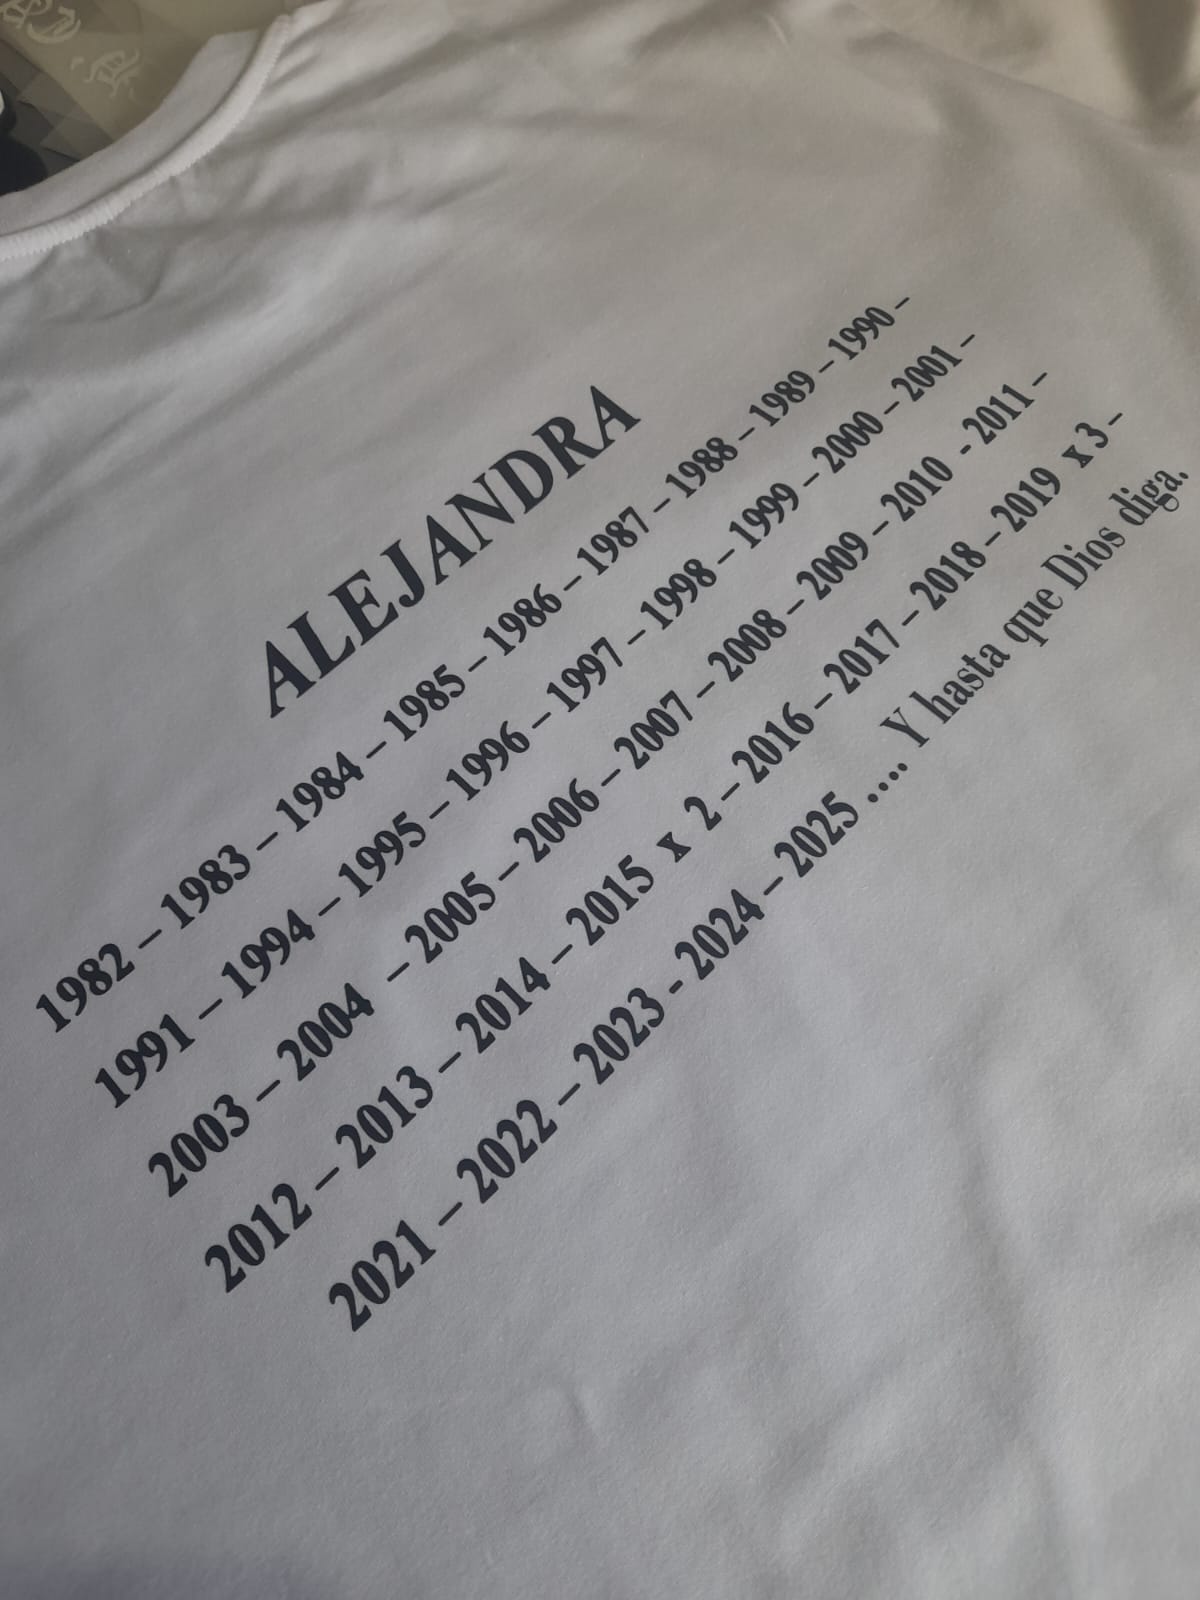 ALEJANDRA
1982 – 1983 – 1984 – 1985 – 1986 – 1987 – 1988 – 1989 – 1990 –
1991 – 1994 – 1995 – 1996 – 1997 – 1998 – 1999 – 2000 – 2001 –
2003 – 2004 – 2005 – 2006 – 2007 – 2008 – 2009 – 2010 - 2011 –
2012 – 2013 – 2014 – 2015 x 2 – 2016 – 2017 – 2018 – 2019 x 3 –
2021 – 2022 – 2023 - 2024 – 2025 .... Y hasta que Dios diga.